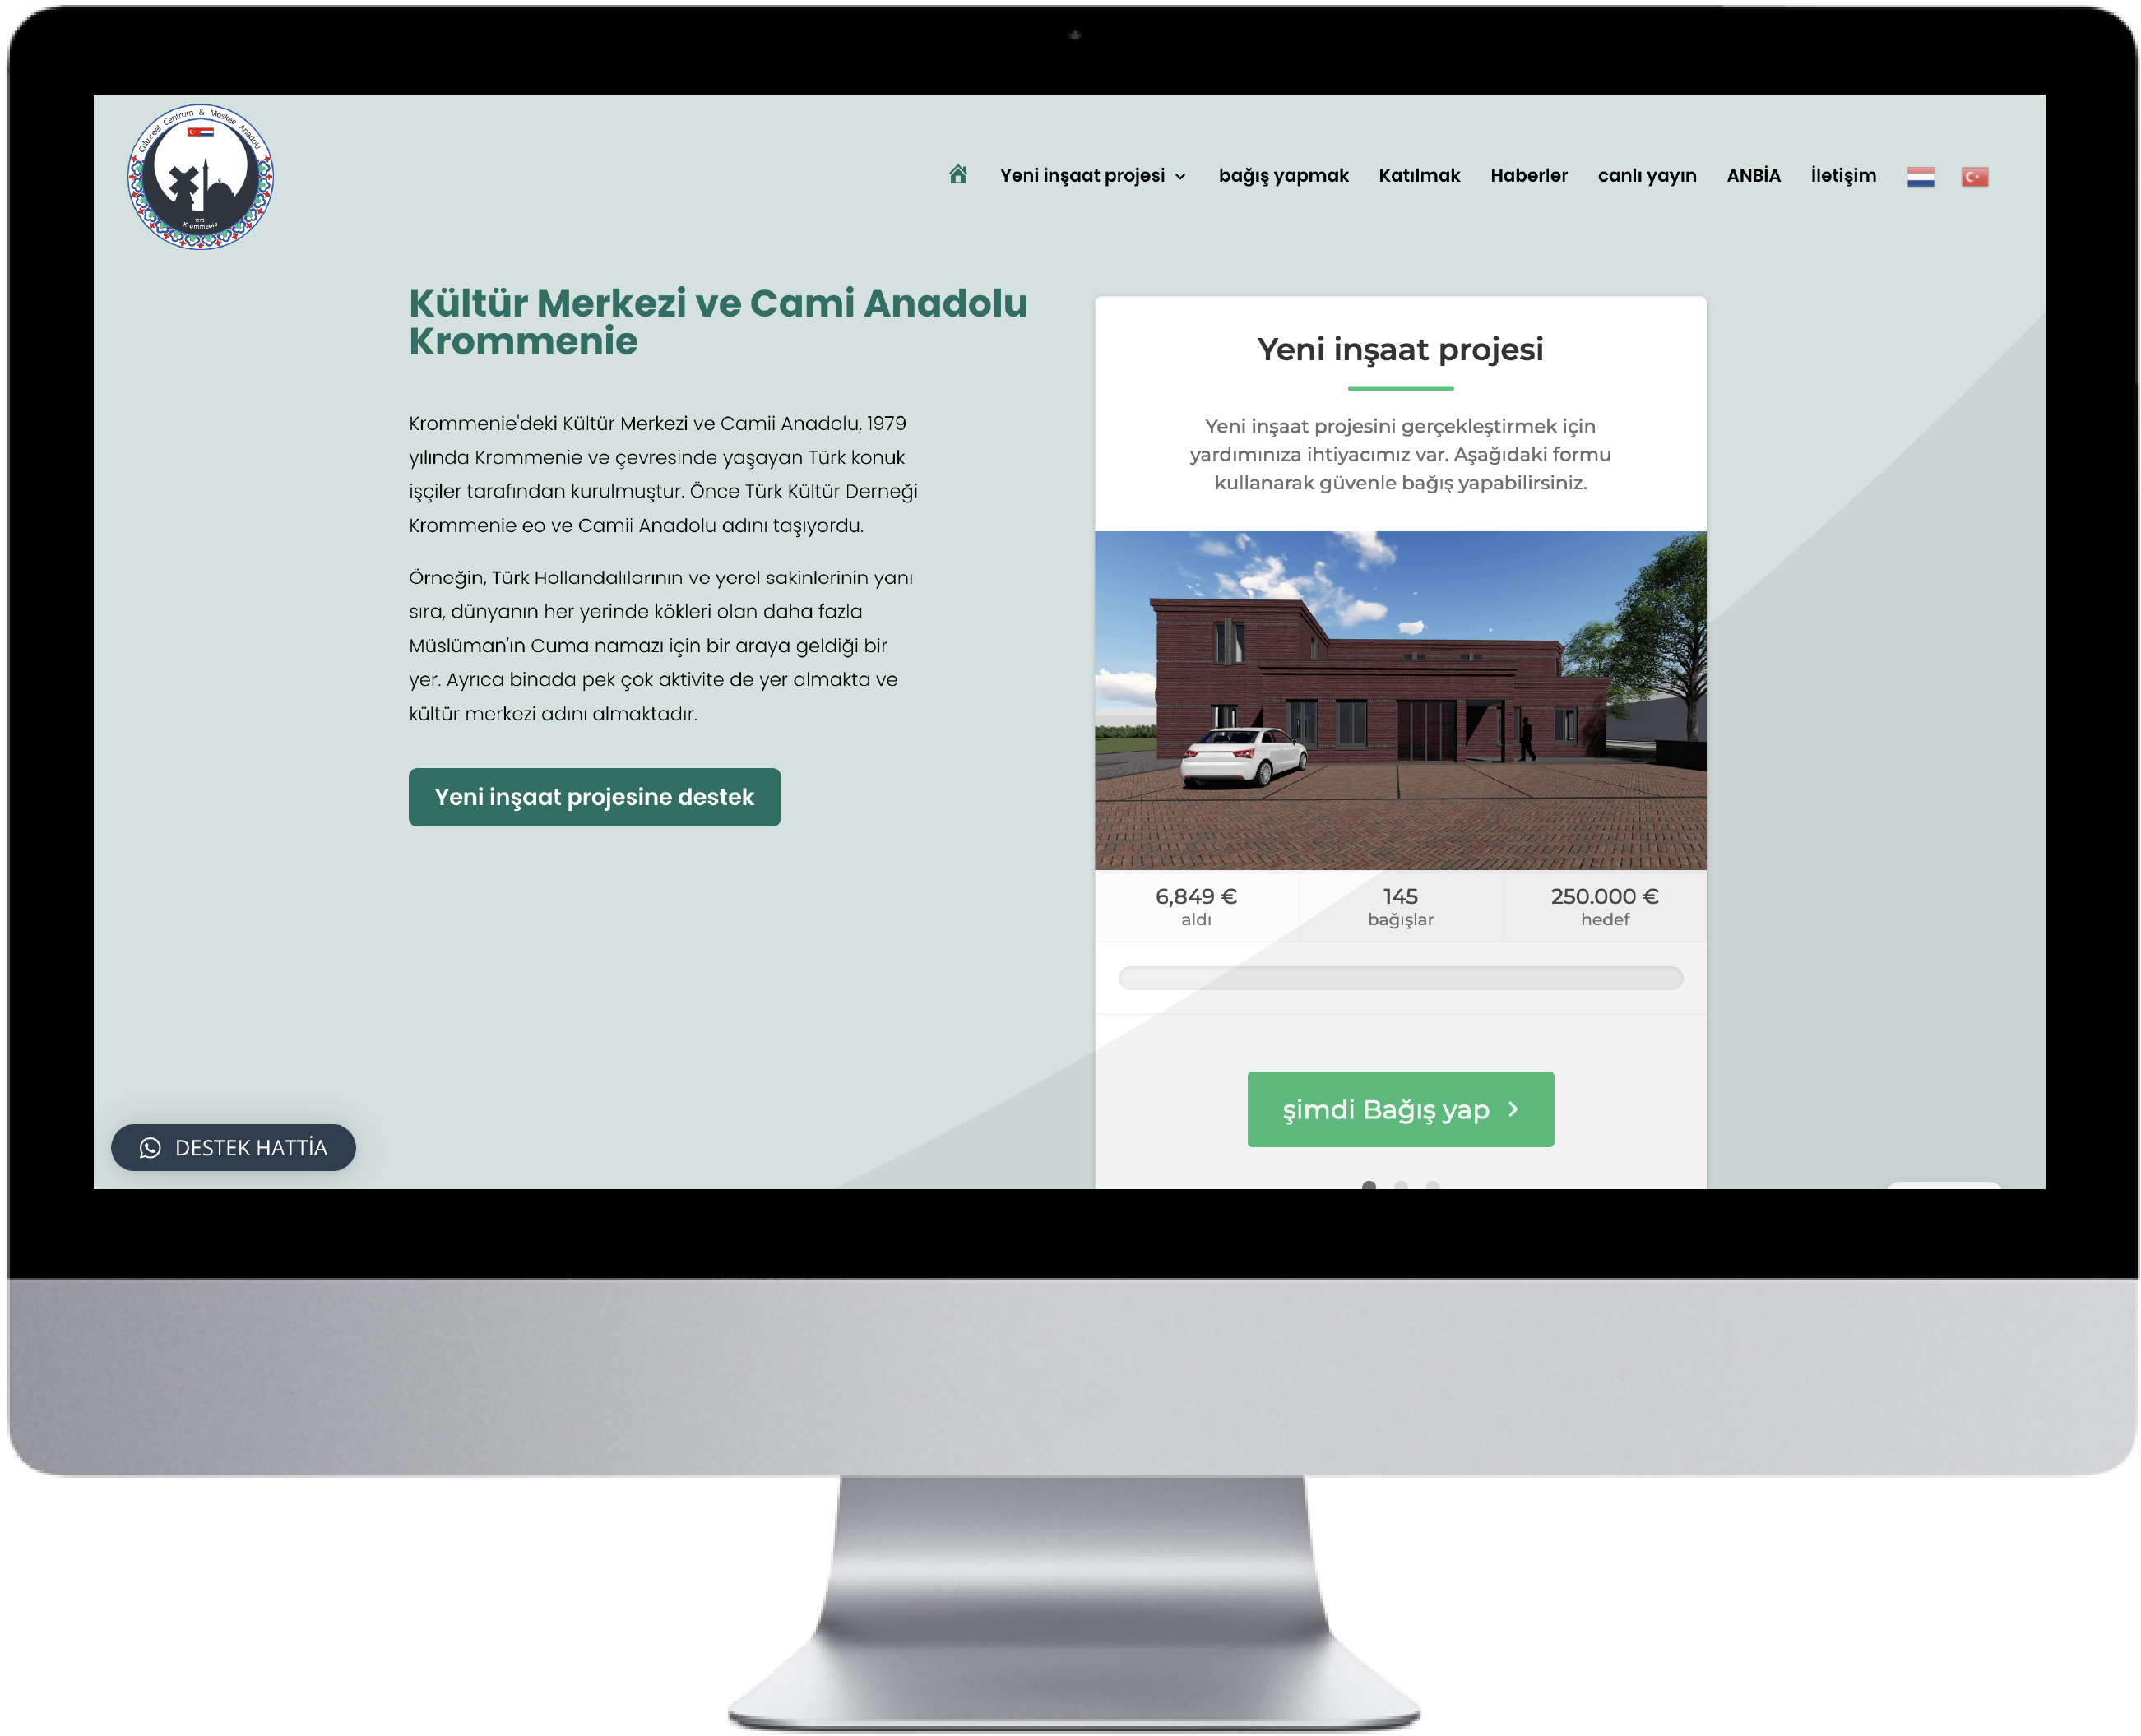 Cultureel Centrum & Moskee Anadolu
1979
Krommenie
Yeni inşaat projesi
bağış yapmak
Katılmak
Haberler
canlı yayın
ANBİA
İletişim
Kültür Merkezi ve Cami Anadolu
Krommenie
Krommenie'deki Kültür Merkezi ve Camii Anadolu, 1979
yılında Krommenie ve çevresinde yaşayan Türk konuk
işçiler tarafından kurulmuştur. Önce Türk Kültür Derneği
Krommenie eo ve Camii Anadolu adını taşıyordu.
Örneğin, Türk Hollandalılarının ve yerel sakinlerinin yanı
sıra, dünyanın her yerinde kökleri olan daha fazla
Müslüman'ın Cuma namazı için bir araya geldiği bir
yer. Ayrıca binada pek çok aktivite de yer almakta ve
kültür merkezi adını almaktadır.
Yeni inşaat projesine destek
Yeni inşaat projesi
Yeni inşaat projesini gerçekleştirmek için
yardımınıza ihtiyacımız var. Aşağıdaki formu
kullanarak güvenle bağış yapabilirsiniz.
6,849 €
aldı
145
bağışlar
250.000 €
hedef
şimdi Bağış yap
DESTEK HATTİA